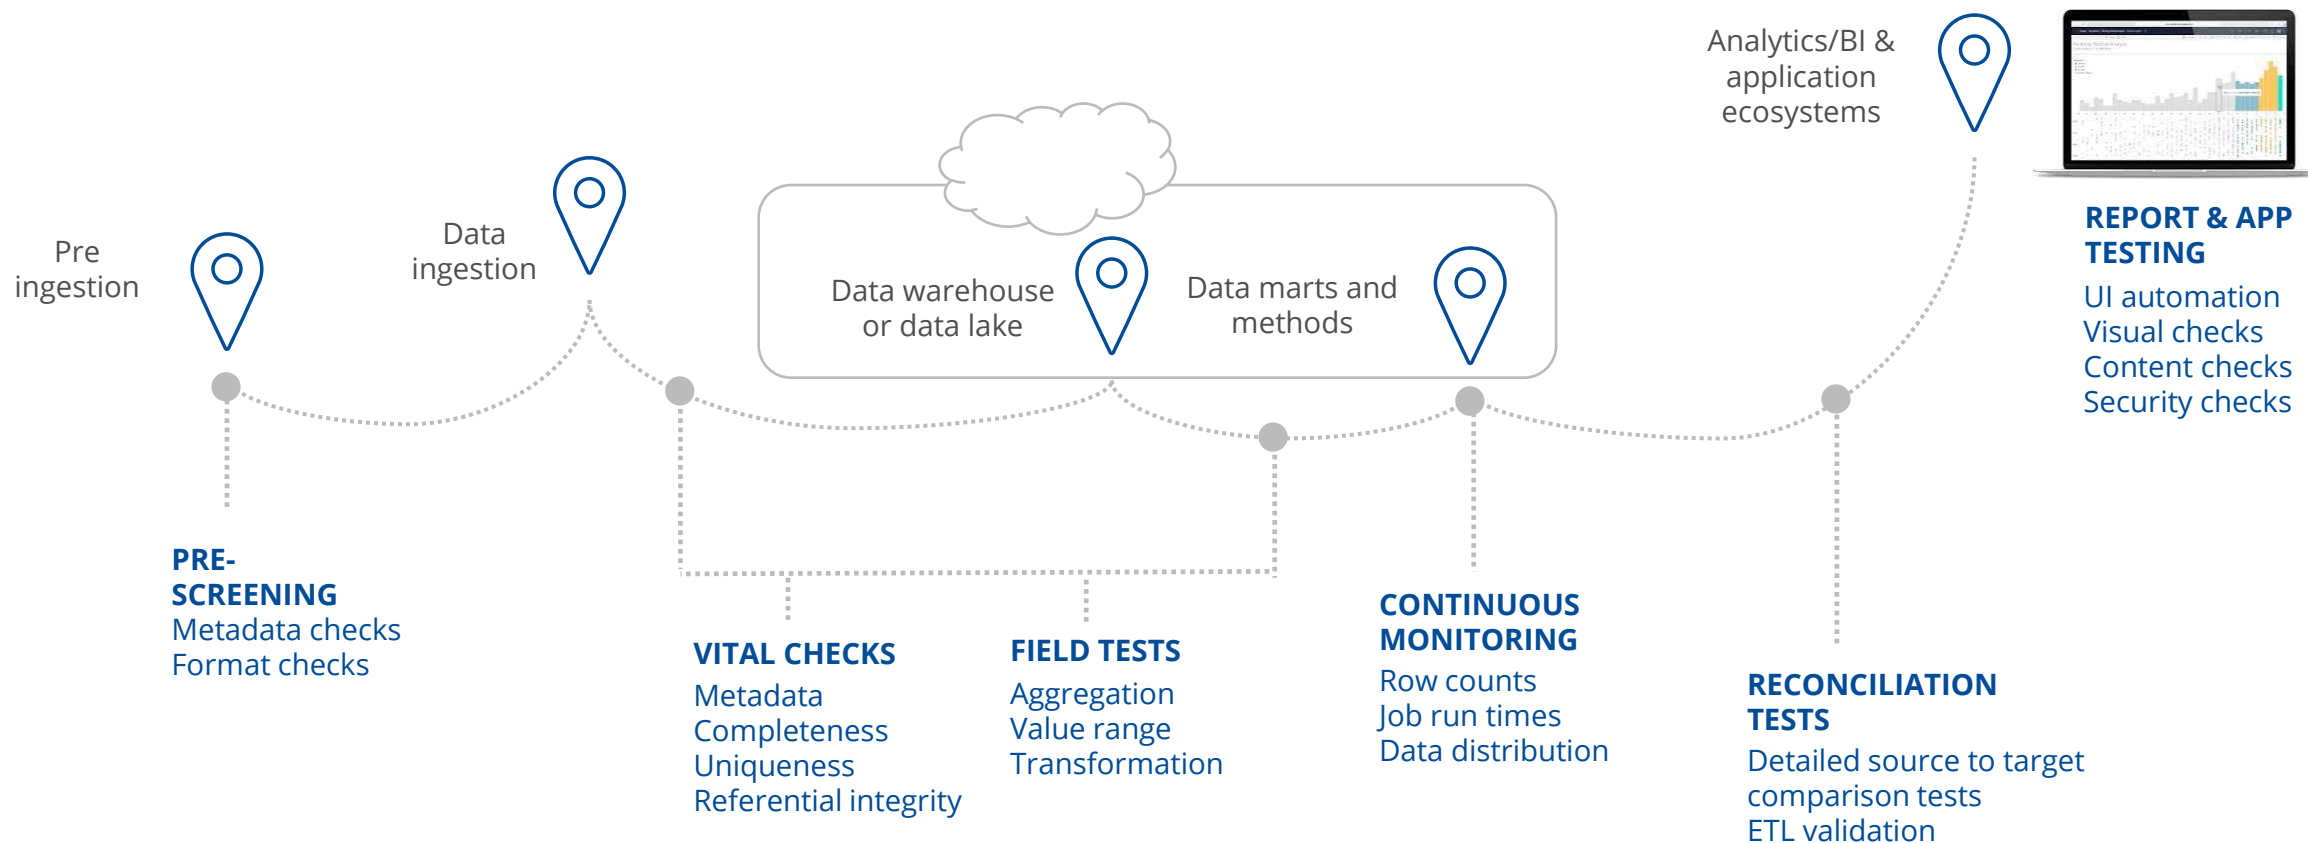 Pre
ingestion
Data
ingestion
Data warehouse
or data lake
Data marts and
methods
Analytics/BI &
application
ecosystems
PRE-
SCREENING
Metadata checks
Format checks
VITAL CHECKS
Metadata
Completeness
Uniqueness
Referential integrity
FIELD TESTS
Aggregation
Value range
Transformation
CONTINUOUS
MONITORING
Row counts
Job run times
Data distribution
RECONCILIATION
TESTS
Detailed source to target
comparison tests
ETL validation
REPORT & APP
TESTING
UI automation
Visual checks
Content checks
Security checks